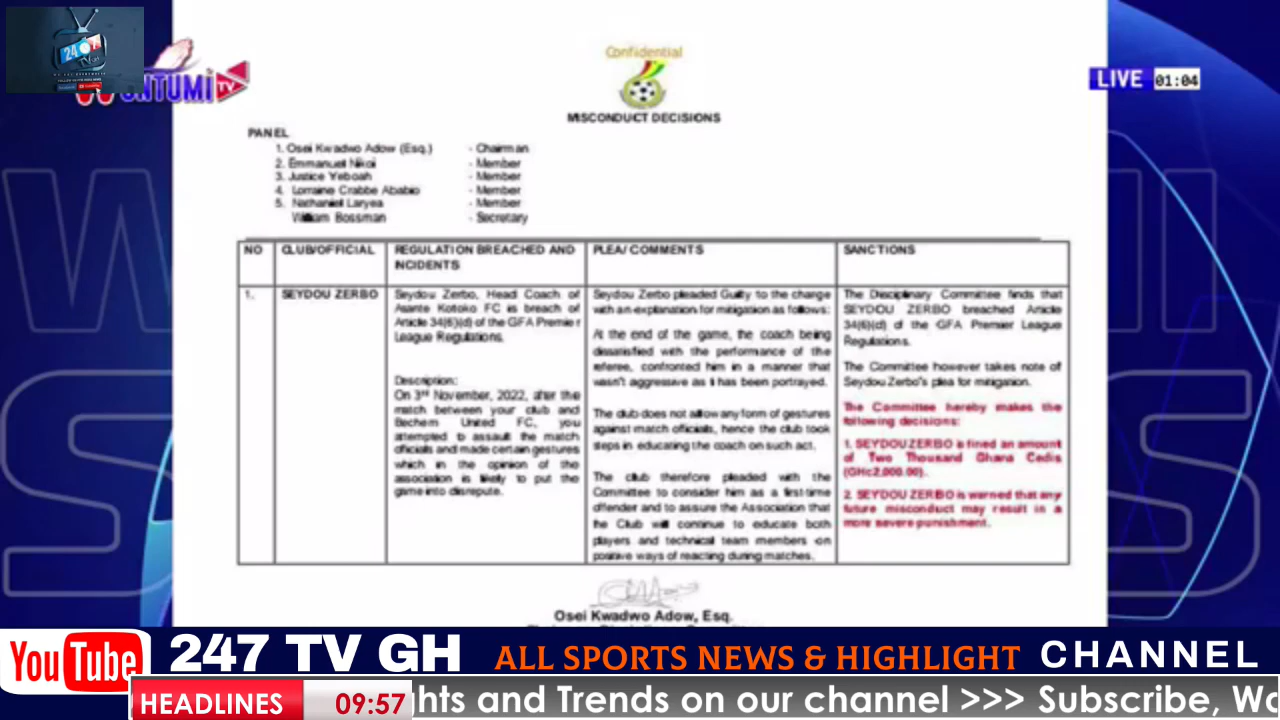 24
TV GH
WONTUMI TV
LIVE 01:04
Confidential
MISCONDUCT DECISIONS
PANEL
1. Osei Kwadwo Adow (Esq.) - Chairman
2. Emmanuel Nikoi - Member
3. Justice Yeboah - Member
4. Lorraine Crabbe Ababio - Member
5. Nathaniel Laryea - Member
William Bossman - Secretary
NO
CLUB/OFFICIAL
REGULATION BREACHED AND
INCIDENTS
PLEA/ COMMENTS
SANCTIONS
1.
SEYDOU ZERBO
Seydou Zerbo, Head Coach of
Asante Kotoko FC in breach of
Article 34(6)(d) of the GFA Premier
League Regulations.
Description:
On 3rd November, 2022, after the
match between your club and
Bechem United FC, you
attempted to assault the match
officials and made certain gestures
which in the opinion of the
association is likely to put the
game into disrepute.
Seydou Zerbo pleaded Guilty to the charge
with an explanation for mitigation as follows:
At the end of the game, the coach being
dissatisfied with the performance of the
referee, confronted him in a manner that
wasn't aggressive as it has been portrayed.
The club does not allow any form of gestures
against match officials, hence the club took
steps in educating the coach on such act.
The club therefore pleaded with the
Committee to consider him as a first-time
offender and to assure the Association that
the Club will continue to educate both
players and technical team members on
positive ways of reacting during matches.
The Disciplinary Committee finds that
SEYDOU ZERBO breached Article
34(6)(d) of the GFA Premier League
Regulations.
The Committee however takes note of
Seydou Zerbo's plea for mitigation.
The Committee hereby makes the
following decisions:
1. SEYDOU ZERBO is fined an amount
of Two Thousand Ghana Cedis
(GHc2,000.00).
2. SEYDOU ZERBO is warned that any
future misconduct may result in a
more severe punishment.
Osei Kwadwo Adow, Esq.
YouTube 247 TV GH ALL SPORTS NEWS & HIGHLIGHT CHANNEL
HEADLINES 09:57 hts and Trends on our channel >>> Subscribe, Wa